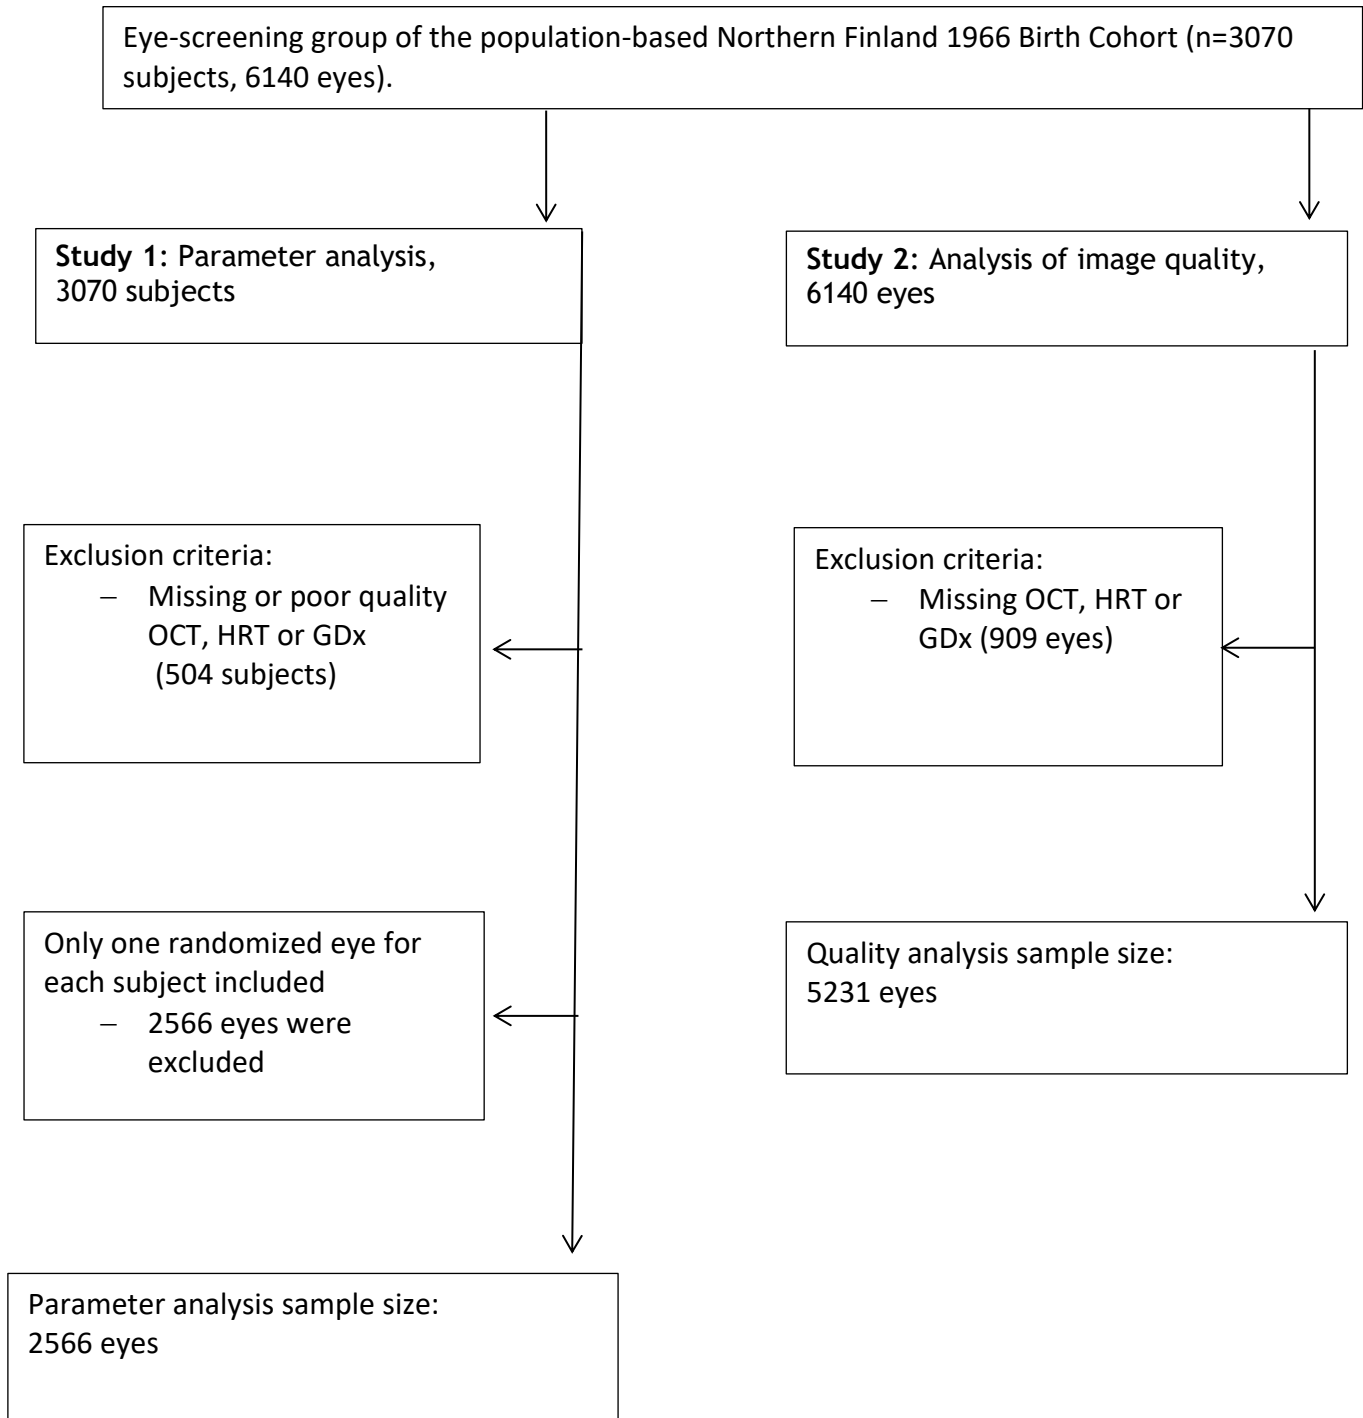 Eye-screening group of the population-based Northern Finland 1966 Birth Cohort (n=3070
subjects, 6140 eyes).
Study 1: Parameter analysis,
3070 subjects
Study 2: Analysis of image quality,
6140 eyes
Exclusion criteria:
– Missing or poor quality
OCT, HRT or GDx
(504 subjects)
Exclusion criteria:
– Missing OCT, HRT or
GDx (909 eyes)
Only one randomized eye for
each subject included
– 2566 eyes were
excluded
Quality analysis sample size:
5231 eyes
Parameter analysis sample size:
2566 eyes